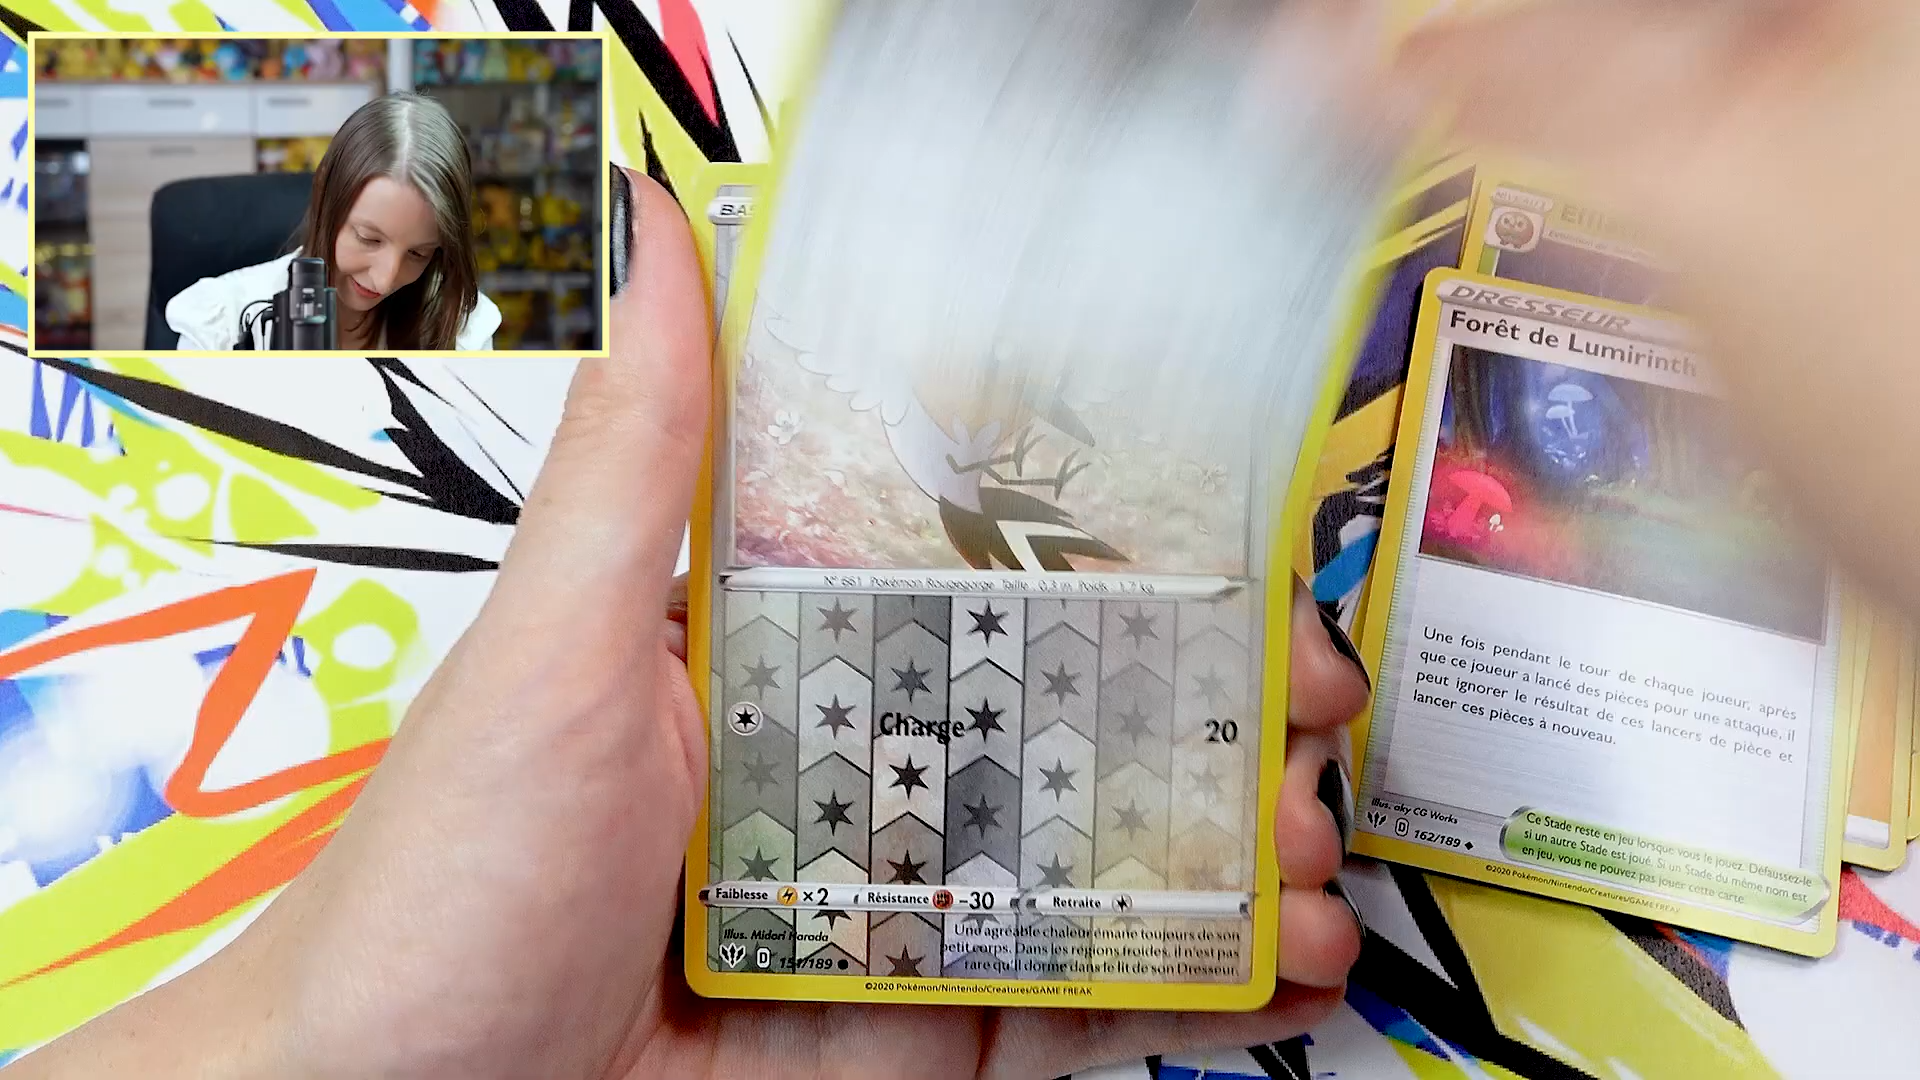 BAS
N° 661 Pokémon Rougegorge Taille : 0,3 m Poids : 1,7 kg
Charge
20
Faiblesse ×2 Résistance -30 Retraite
Illus. Midori Harada
Une agréable chaleur émane toujours de son
petit corps. Dans les régions froides, il n'est pas
rare qu'il dorme dans le lit de son Dresseur.
D 151/189
©2020 Pokémon/Nintendo/Creatures/GAME FREAK
NIVEAU 1
DRESSEUR
Forêt de Lumirinth
Une fois pendant le tour de chaque joueur, après
que ce joueur a lancé des pièces pour une attaque, il
peut ignorer le résultat de ces lancers de pièce et
lancer ces pièces à nouveau.
Illus. aky CG Works
D 162/189
Ce Stade reste en jeu lorsque vous le jouez. Défaussez-le
si un autre Stade est joué. Si un Stade du même nom est
en jeu, vous ne pouvez pas jouer cette carte.
©2020 Pokémon/Nintendo/Creatures/GAME FREAK